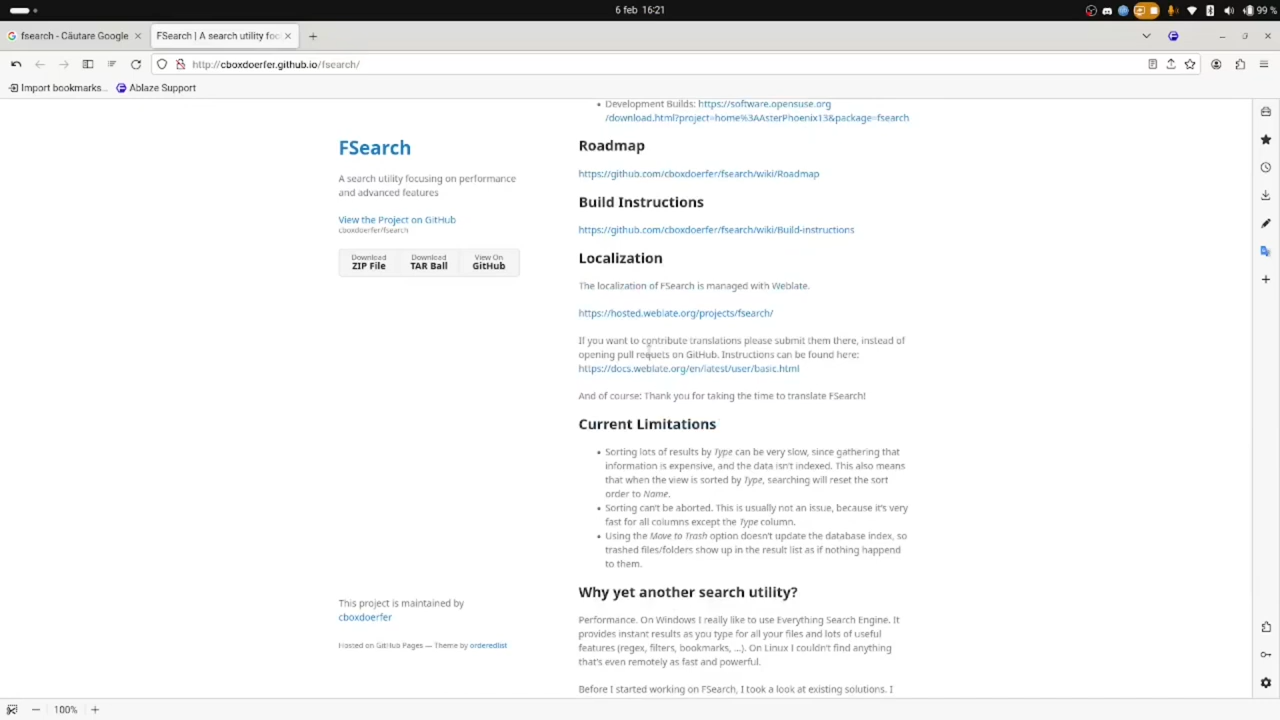 6 feb 16:21
99 %
fsearch - Căutare Google
FSearch | A search utility foc
http://cboxdoerfer.github.io/fsearch/
Import bookmarks...
Ablaze Support
FSearch
A search utility focusing on performance
and advanced features
View the Project on GitHub
cboxdoerfer/fsearch
Download
ZIP File
Download
TAR Ball
View On
GitHub
This project is maintained by
cboxdoerfer
Hosted on GitHub Pages — Theme by orderedlist
• Development Builds: https://software.opensuse.org
/download.html?project=home%3AAsterPhoenix13&package=fsearch
Roadmap
https://github.com/cboxdoerfer/fsearch/wiki/Roadmap
Build Instructions
https://github.com/cboxdoerfer/fsearch/wiki/Build-instructions
Localization
The localization of FSearch is managed with Weblate.
https://hosted.weblate.org/projects/fsearch/
If you want to contribute translations please submit them there, instead of
opening pull requets on GitHub. Instructions can be found here:
https://docs.weblate.org/en/latest/user/basic.html
And of course: Thank you for taking the time to translate FSearch!
Current Limitations
• Sorting lots of results by Type can be very slow, since gathering that
information is expensive, and the data isn't indexed. This also means
that when the view is sorted by Type, searching will reset the sort
order to Name.
• Sorting can't be aborted. This is usually not an issue, because it's very
fast for all columns except the Type column.
• Using the Move to Trash option doesn't update the database index, so
trashed files/folders show up in the result list as if nothing happend
to them.
Why yet another search utility?
Performance. On Windows I really like to use Everything Search Engine. It
provides instant results as you type for all your files and lots of useful
features (regex, filters, bookmarks, …). On Linux I couldn't find anything
that's even remotely as fast and powerful.
Before I started working on FSearch, I took a look at existing solutions. I
100%